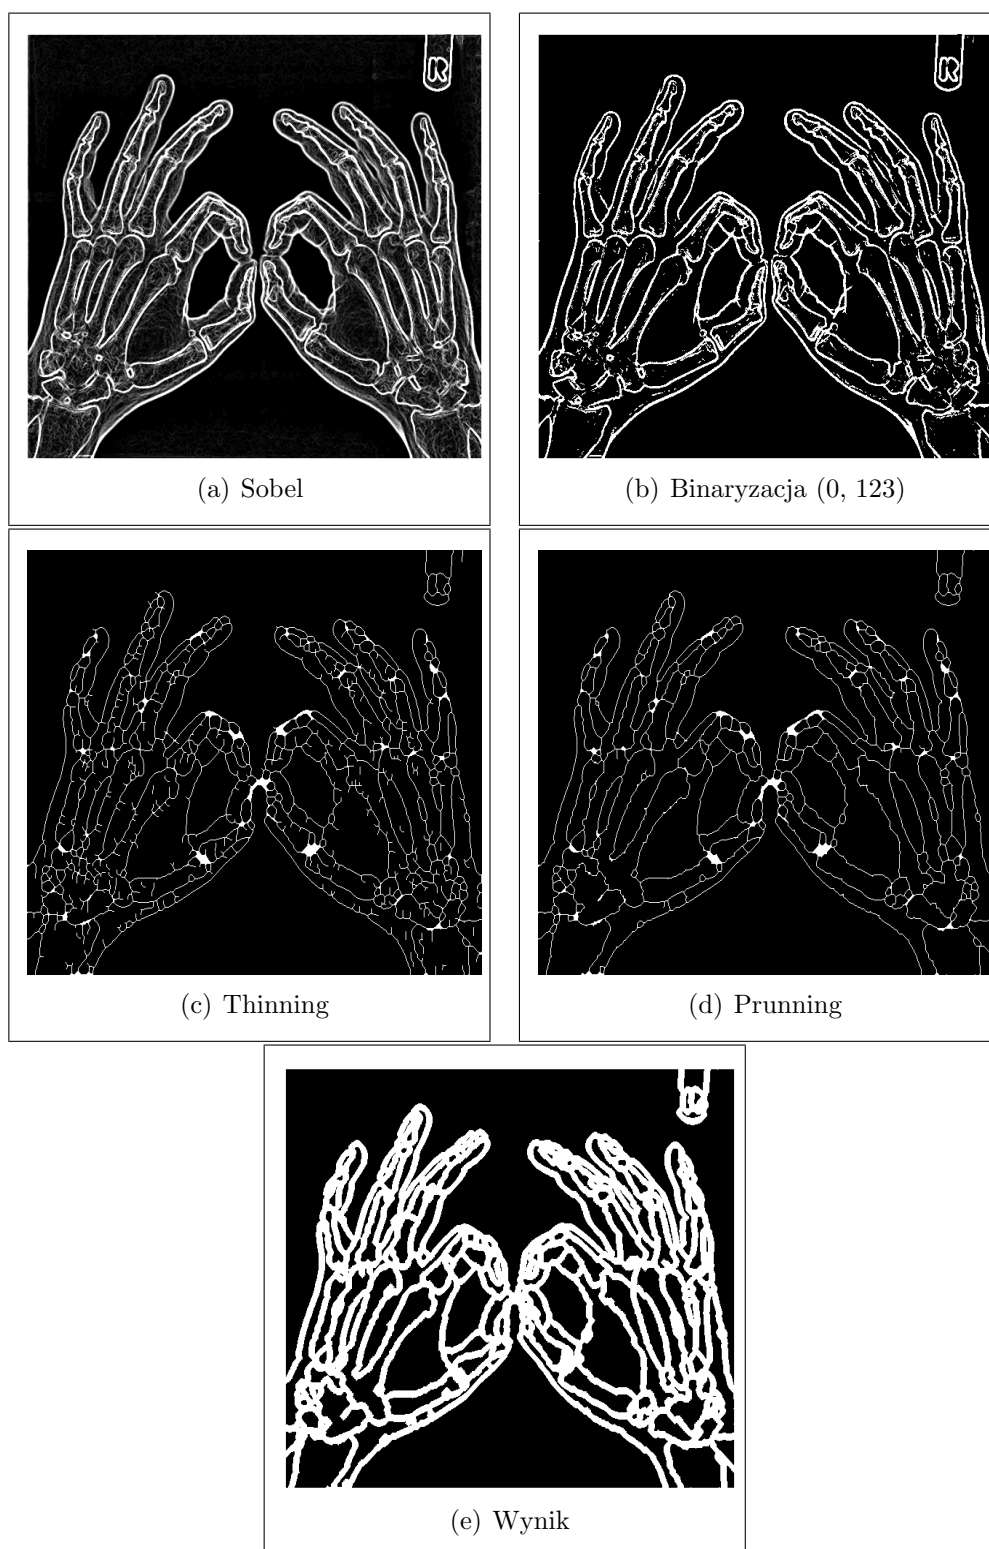 R
R
(a) Sobel
(b) Binaryzacja (0, 123)
(c) Thinning
(d) Prunning
(e) Wynik